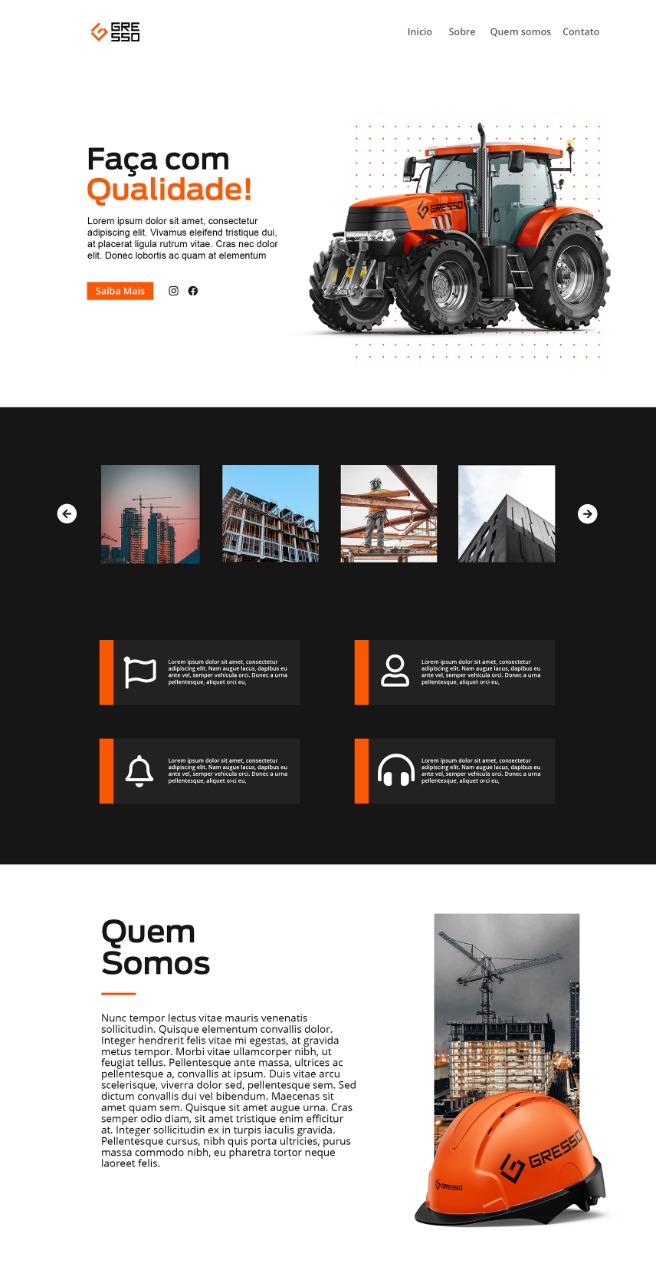 GRE
SSO
Inicio Sobre Quem somos Contato
Faça com
Qualidade!
Lorem ipsum dolor sit amet, consectetur
adipiscing elit. Vivamus eleifend tristique dui,
at placerat ligula rutrum vitae. Cras nec dolor
elit. Donec lobortis ac quam at elementum
Saiba Mais
GRESSO
Lorem ipsum dolor sit amet, consectetur
adipiscing elit. Nam augue lacus, dapibus eu
ante vel, semper vehicula orci. Donec a urna
pellentesque, aliquet orci eu,
Lorem ipsum dolor sit amet, consectetur
adipiscing elit. Nam augue lacus, dapibus eu
ante vel, semper vehicula orci. Donec a urna
pellentesque, aliquet orci eu,
Lorem ipsum dolor sit amet, consectetur
adipiscing elit. Nam augue lacus, dapibus eu
ante vel, semper vehicula orci. Donec a urna
pellentesque, aliquet orci eu,
Lorem ipsum dolor sit amet, consectetur
adipiscing elit. Nam augue lacus, dapibus eu
ante vel, semper vehicula orci. Donec a urna
pellentesque, aliquet orci eu,
Quem
Somos
Nunc tempor lectus vitae mauris venenatis
sollicitudin. Quisque elementum convallis dolor.
Integer hendrerit felis vitae mi egestas, at gravida
metus tempor. Morbi vitae ullamcorper nibh, ut
feugiat tellus. Pellentesque ante massa, ultrices ac
pellentesque a, convallis at ipsum. Duis vitae arcu
scelerisque, viverra dolor sed, pellentesque sem. Sed
dictum convallis dui vel bibendum. Maecenas sit
amet quam sem. Quisque sit amet augue urna. Cras
semper odio diam, sit amet tristique enim efficitur
at. Integer sollicitudin ex in turpis iaculis gravida.
Pellentesque cursus, nibh quis porta ultricies, purus
massa commodo nibh, eu pharetra tortor neque
laoreet felis.
GRESSO
GRESSO